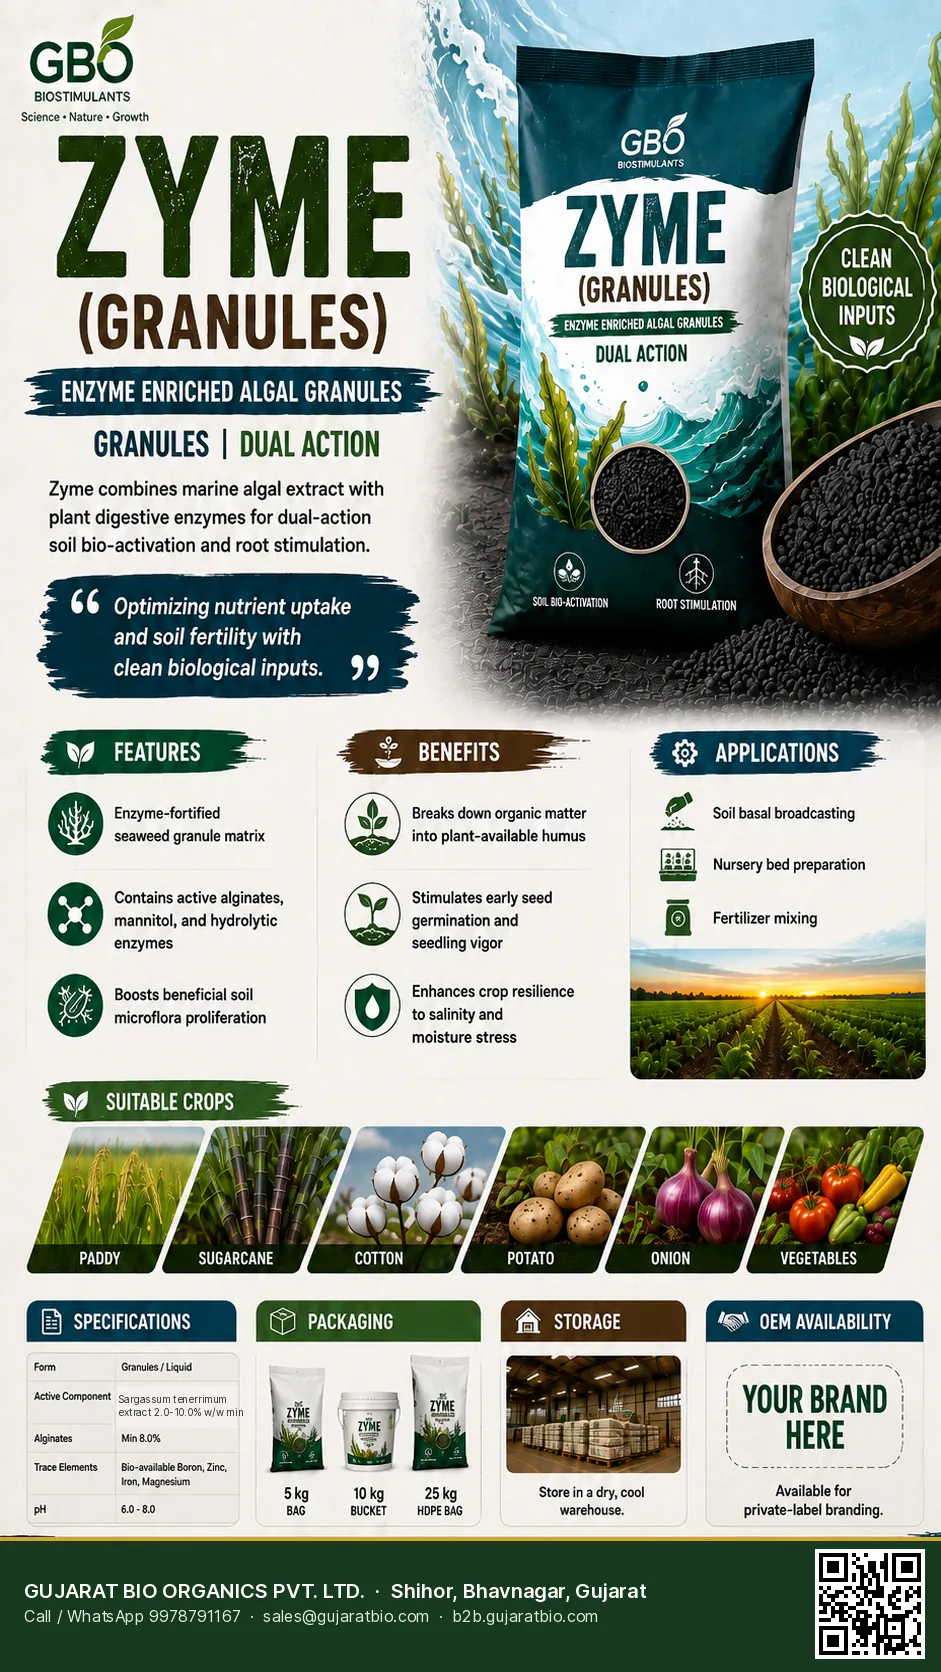 GBO
BIOSTIMULANTS
Science • Nature • Growth
ZYME
(GRANULES)
ENZYME ENRICHED ALGAL GRANULES
GRANULES | DUAL ACTION
Zyme combines marine algal extract with
plant digestive enzymes for dual-action
soil bio-activation and root stimulation.
“ Optimizing nutrient uptake
and soil fertility with
clean biological inputs. ”
GBO
BIOSTIMULANTS
ZYME
(GRANULES)
ENZYME ENRICHED ALGAL GRANULES
DUAL ACTION
SOIL BIO-ACTIVATION
ROOT STIMULATION
CLEAN
BIOLOGICAL
INPUTS
FEATURES
Enzyme-fortified
seaweed granule matrix
Contains active alginates,
mannitol, and hydrolytic
enzymes
Boosts beneficial soil
microflora proliferation
BENEFITS
Breaks down organic matter
into plant-available humus
Stimulates early seed
germination and
seedling vigor
Enhances crop resilience
to salinity and
moisture stress
APPLICATIONS
Soil basal broadcasting
Nursery bed preparation
Fertilizer mixing
SUITABLE CROPS
PADDY
SUGARCANE
COTTON
POTATO
ONION
VEGETABLES
SPECIFICATIONS
Form Granules / Liquid
Active Component Sargassum tenerrimum
extract 2.0-10.0% w/w min
Alginates Min 8.0%
Trace Elements Bio-available Boron, Zinc,
Iron, Magnesium
pH 6.0 - 8.0
PACKAGING
ZYME
ZYME
ZYME
5 kg
BAG
10 kg
BUCKET
25 kg
HDPE BAG
STORAGE
Store in a dry, cool
warehouse.
OEM AVAILABILITY
YOUR BRAND
HERE
Available for
private-label branding.
GUJARAT BIO ORGANICS PVT. LTD. · Shihor, Bhavnagar, Gujarat
Call / WhatsApp 9978791167 · sales@gujaratbio.com · b2b.gujaratbio.com